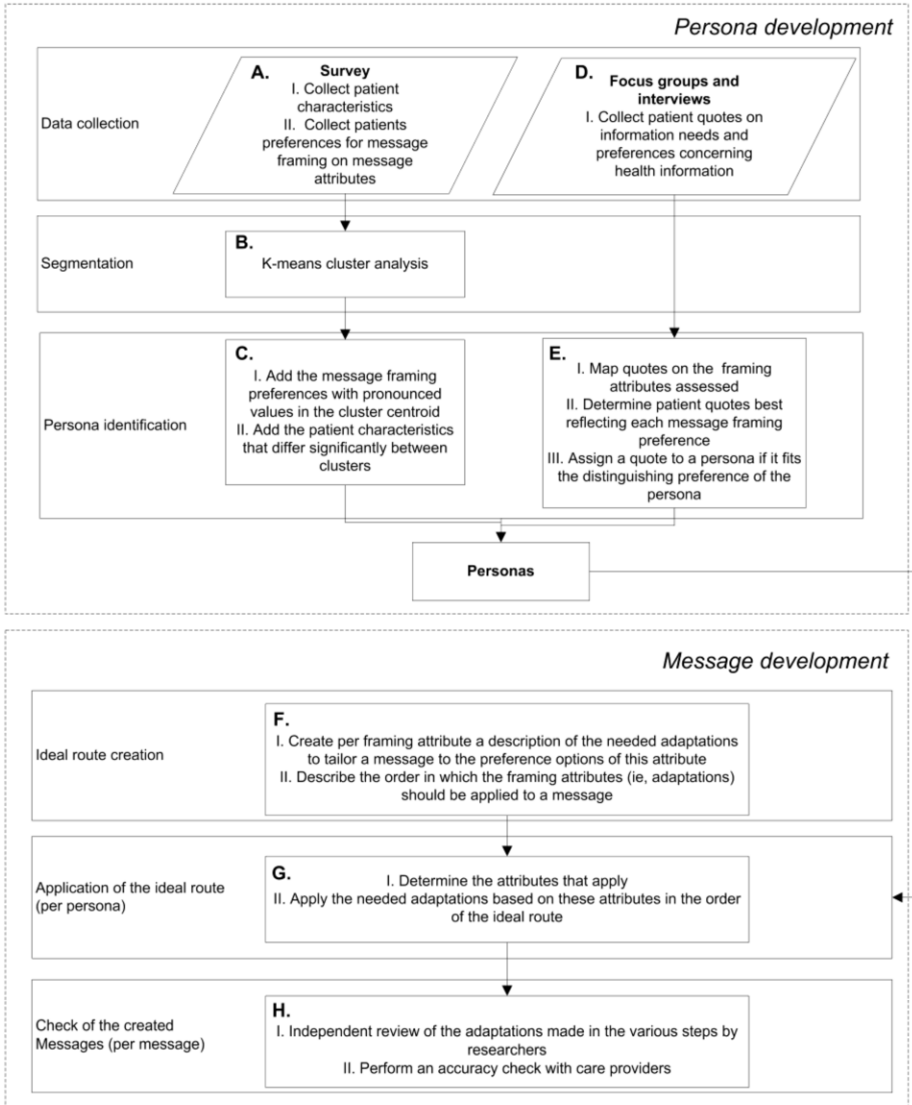 Persona development
Data collection
A.
Survey
I. Collect patient
characteristics
II. Collect patients
preferences for message
framing on message
attributes
D.
Focus groups and
interviews
I. Collect patient quotes on
information needs and
preferences concerning
health information
Segmentation
B.
K-means cluster analysis
Persona identification
C.
I. Add the message framing
preferences with pronounced
values in the cluster centroid
II. Add the patient characteristics
that differ significantly between
clusters
E.
I. Map quotes on the framing
attributes assessed
II. Determine patient quotes best
reflecting each message framing
preference
III. Assign a quote to a persona if it fits
the distinguishing preference of the
persona
Personas
Message development
Ideal route creation
F.
I. Create per framing attribute a description of the needed adaptations
to tailor a message to the preference options of this attribute
II. Describe the order in which the framing attributes (ie, adaptations)
should be applied to a message
Application of the ideal route
(per persona)
G.
I. Determine the attributes that apply
II. Apply the needed adaptations based on these attributes in the order
of the ideal route
Check of the created
Messages (per message)
H.
I. Independent review of the adaptations made in the various steps by
researchers
II. Perform an accuracy check with care providers